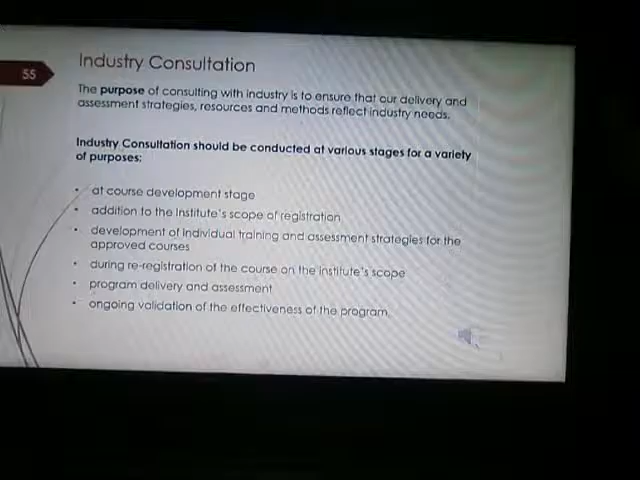 55
Industry Consultation
The purpose of consulting with industry is to ensure that our delivery and
assessment strategies, resources and methods reflect industry needs.
Industry Consultation should be conducted at various stages for a variety
of purposes:
• at course development stage
• addition to the Institute's scope of registration
• development of individual training and assessment strategies for the
approved courses
• during re-registration of the course on the institute's scope
• program delivery and assessment
• ongoing validation of the effectiveness of the program.